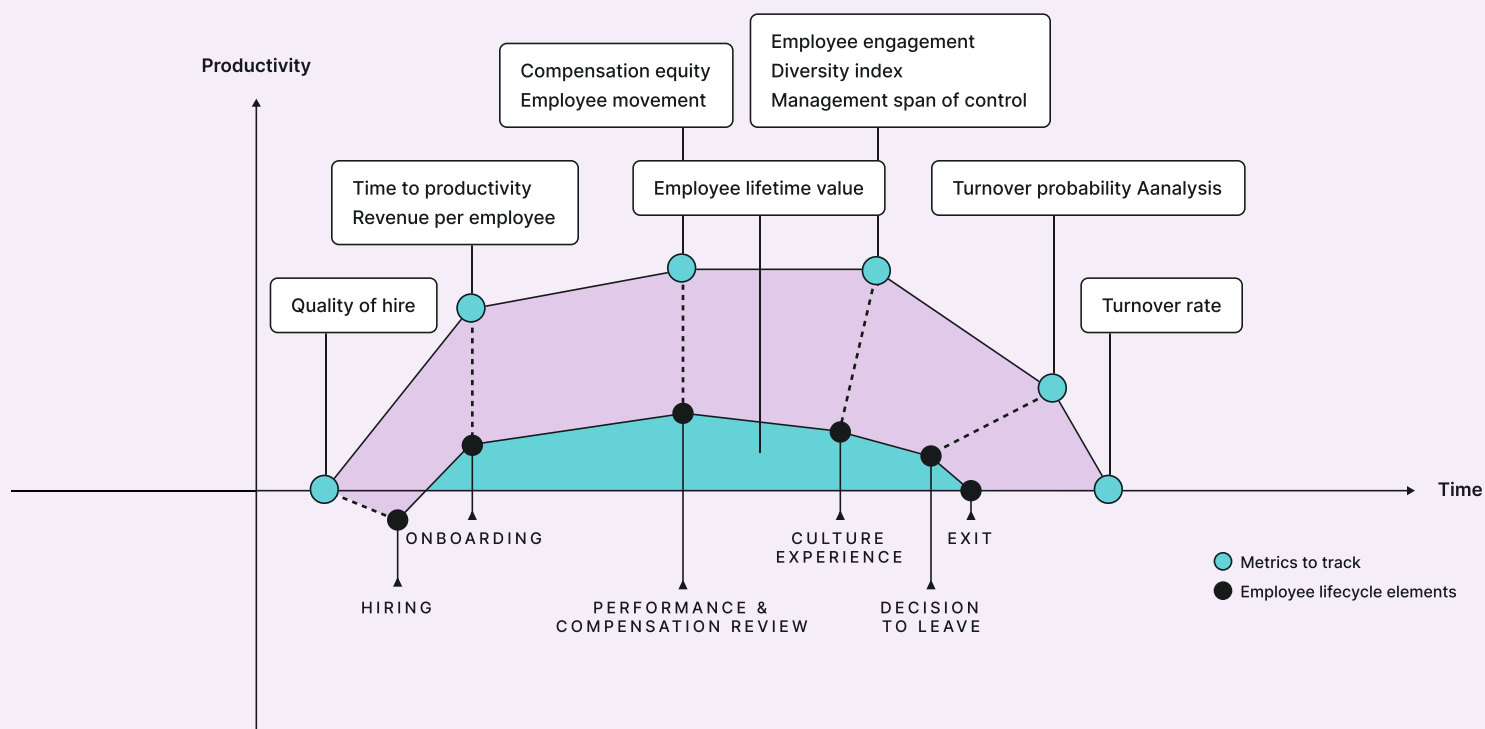 Productivity
Compensation equity
Employee movement
Employee engagement
Diversity index
Management span of control
Time to productivity
Revenue per employee
Employee lifetime value
Turnover probability Aanalysis
Quality of hire
Turnover rate
Time
ONBOARDING
CULTURE
EXPERIENCE
EXIT
HIRING
PERFORMANCE &
COMPENSATION REVIEW
DECISION
TO LEAVE
Metrics to track
Employee lifecycle elements